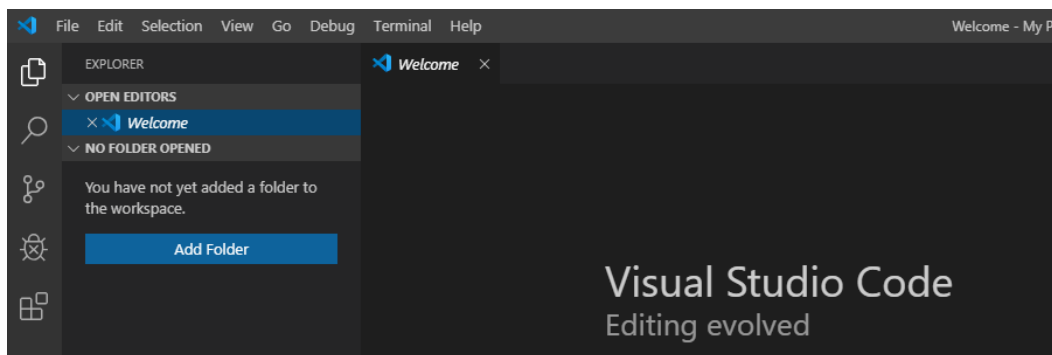 File Edit Selection View Go Debug Terminal Help
Welcome - My P
EXPLORER
OPEN EDITORS
Welcome
NO FOLDER OPENED
You have not yet added a folder to
the workspace.
Add Folder
Welcome
Visual Studio Code
Editing evolved